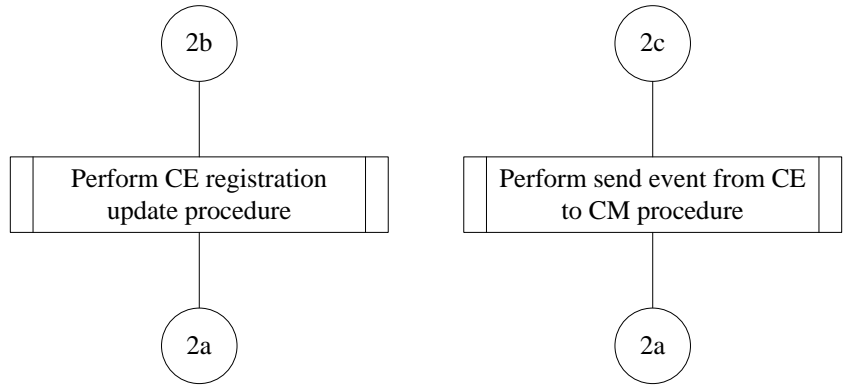 2b
Perform CE registration
update procedure
2a
2c
Perform send event from CE
to CM procedure
2a